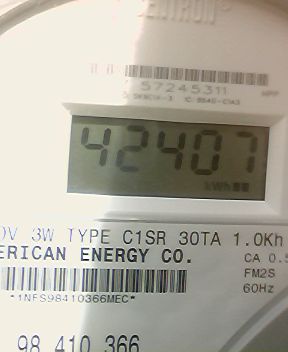 CENTRON®
57245311
42407
kWh
0V 3W TYPE C1SR 30TA 1.0Kh
ERICAN ENERGY CO. CA 0.5
FM2S
*1NFS98410366MEC* 60Hz
98 410 366